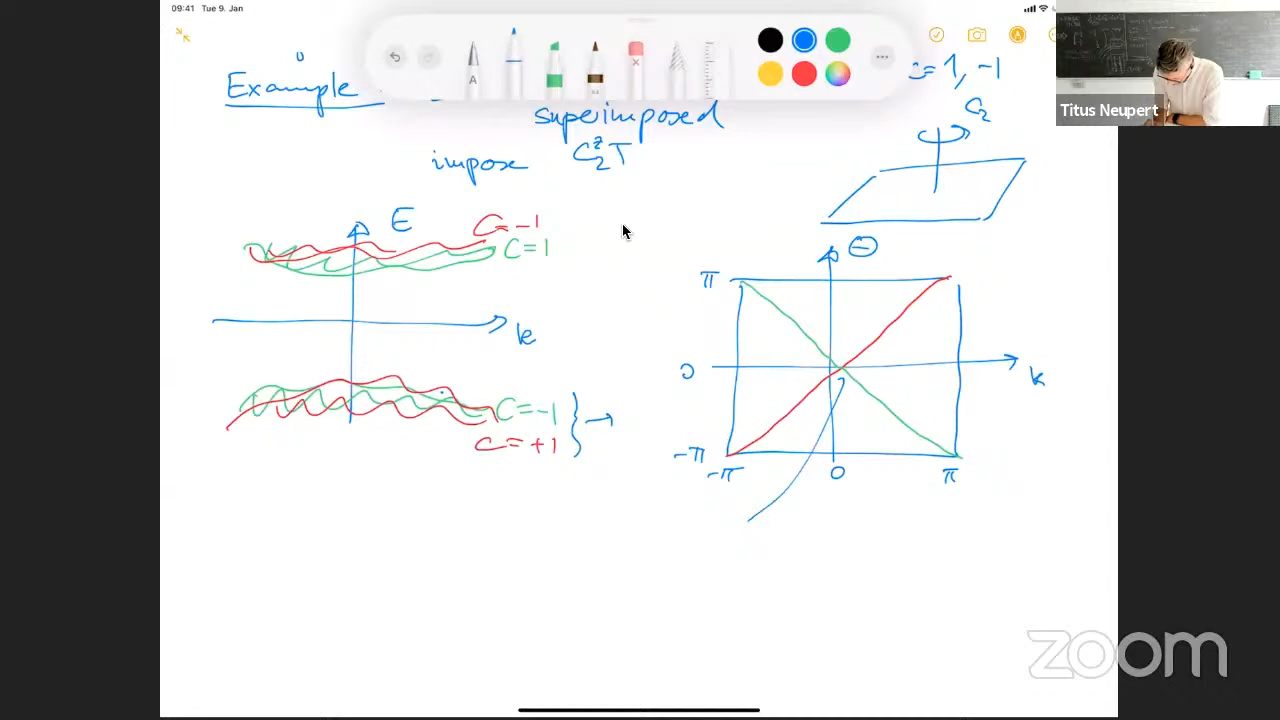 09:41 Tue 9. Jan
Example
C=1, -1
superimposed
impose C₂ᶻT
C₂
Titus Neupert
E
C=-1
C=1
k
C=-1
C=+1
Θ
π
0
k
-π
-π 0 π
zoom